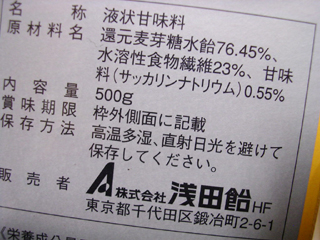 名 称 液状甘味料
原材料名 還元麦芽糖水飴76.45%、
水溶性食物繊維23%、甘味
料(サッカリンナトリウム)0.55%
内容量 500g
賞味期限 枠外側面に記載
保存方法 高温多湿、直射日光を避けて
保存してください。
販売者 株式会社 浅田飴 HF
東京都千代田区鍛冶町2-6-1